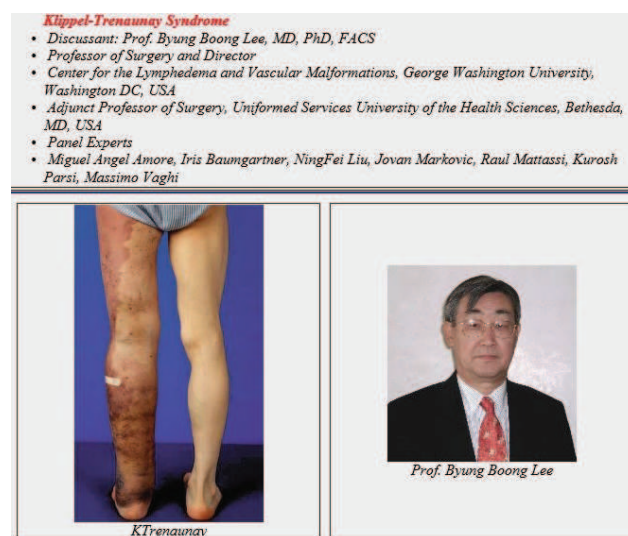 Klippel-Trenaunay Syndrome
• Discussant: Prof. Byung Boong Lee, MD, PhD, FACS
• Professor of Surgery and Director
• Center for the Lymphedema and Vascular Malformations, George Washington University,
Washington DC, USA
• Adjunct Professor of Surgery, Uniformed Services University of the Health Sciences, Bethesda,
MD, USA
• Panel Experts
• Miguel Angel Amore, Iris Baumgartner, NingFei Liu, Jovan Markovic, Raul Mattassi, Kurosh
Parsi, Massimo Vaghi
KTrenaunay
Prof. Byung Boong Lee